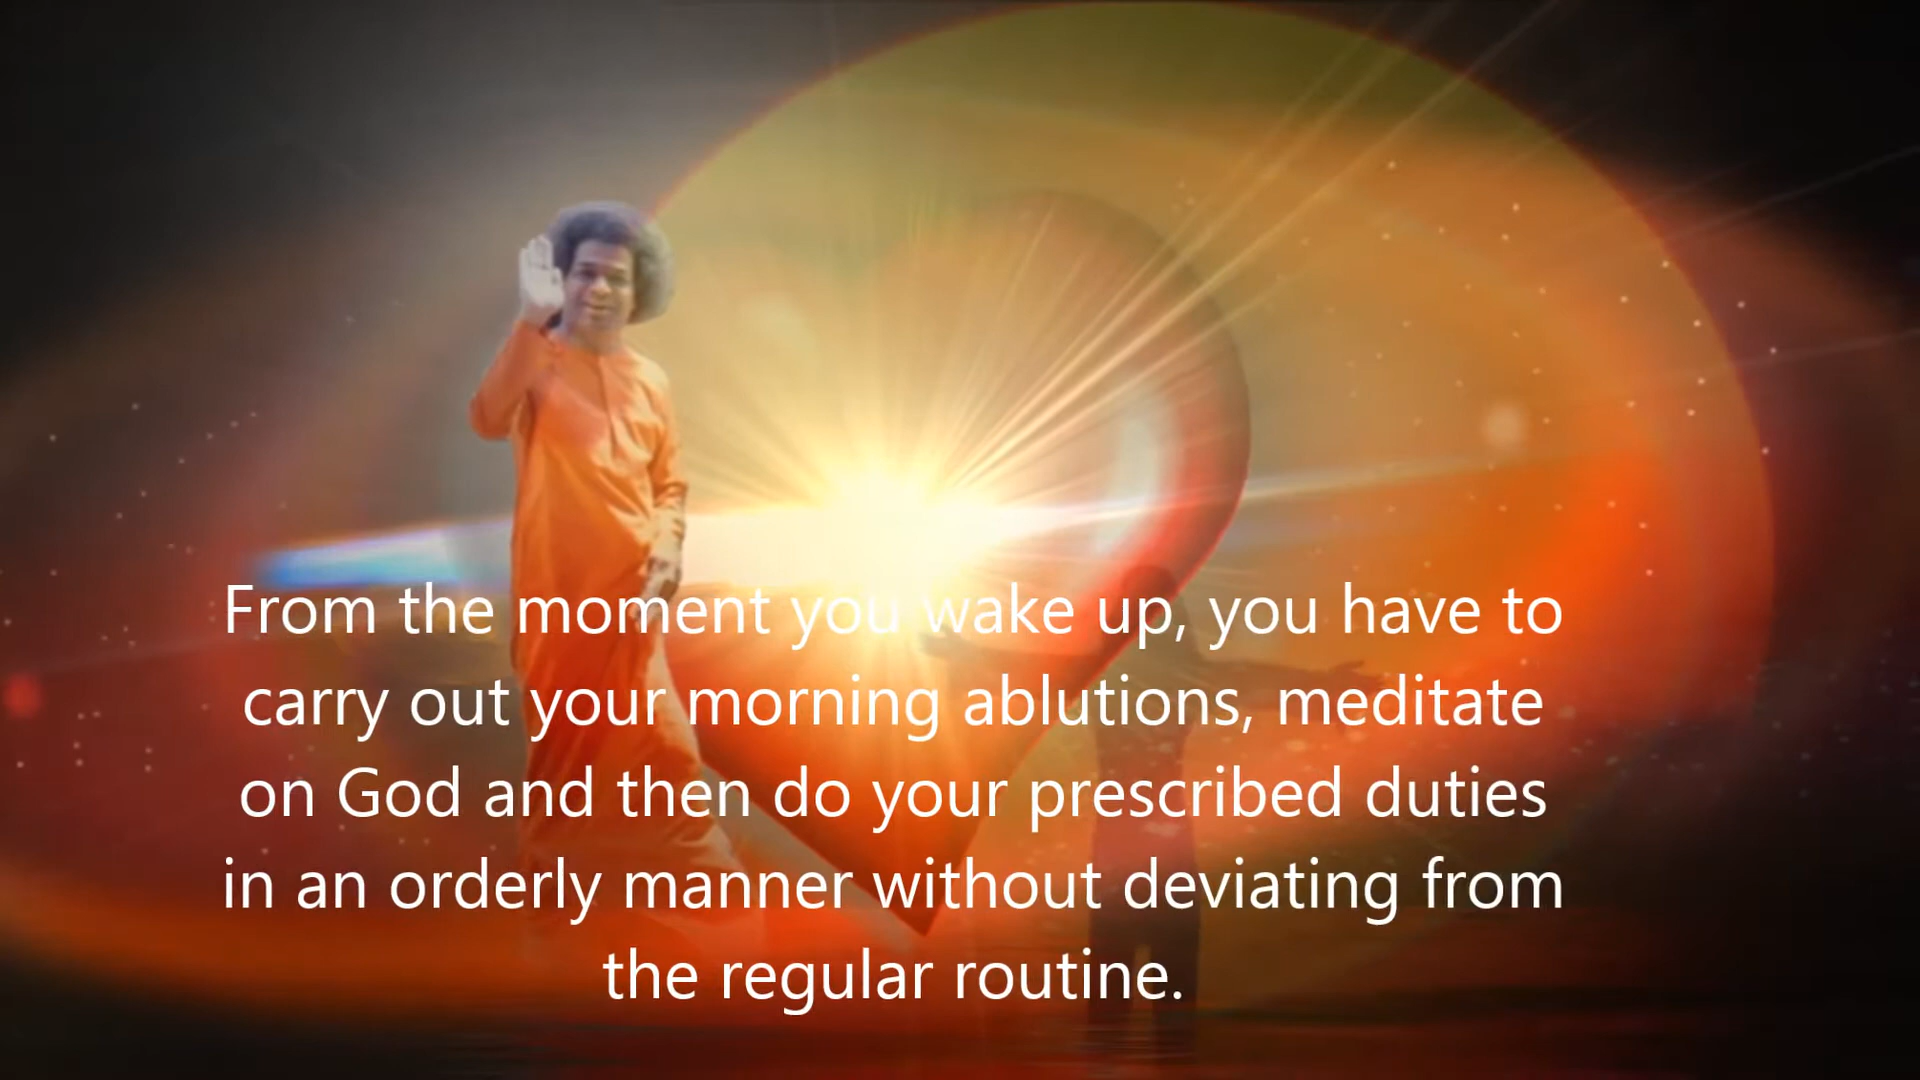 From the moment you wake up, you have to
carry out your morning ablutions, meditate
on God and then do your prescribed duties
in an orderly manner without deviating from
the regular routine.